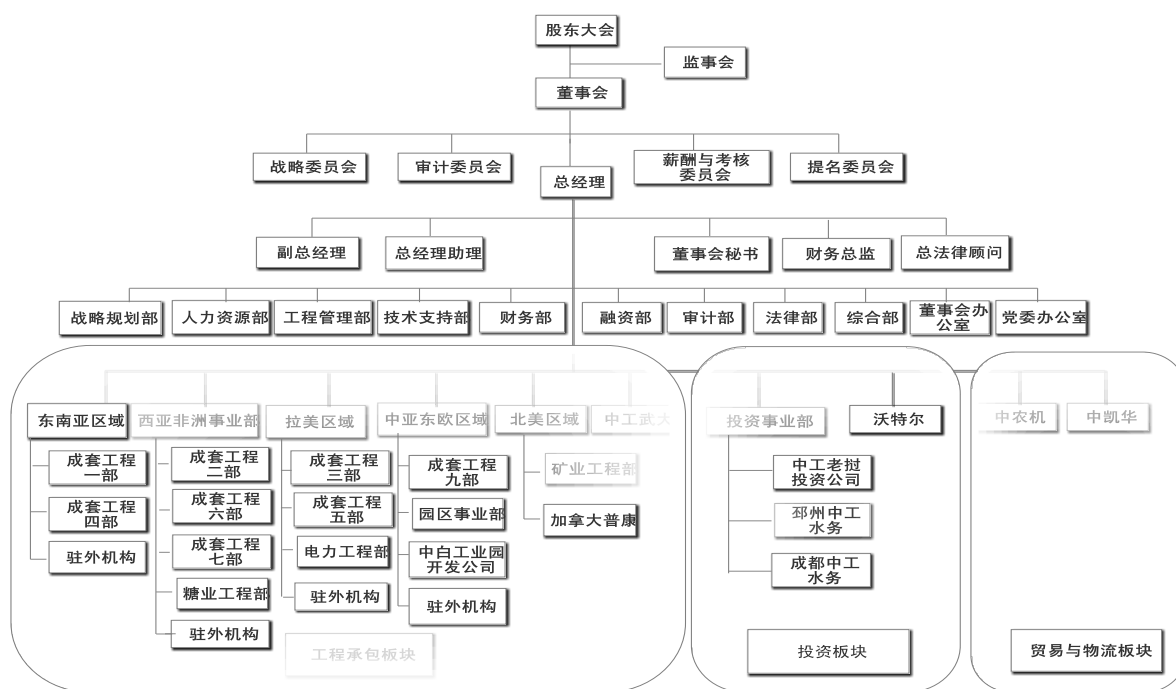 股东大会
监事会
董事会
战略委员会
审计委员会
薪酬与考核
委员会
提名委员会
总经理
副总经理
总经理助理
董事会秘书
财务总监
总法律顾问
战略规划部
人力资源部
工程管理部
技术支持部
财务部
融资部
审计部
法律部
综合部
董事会办
公室
党委办公室
东南亚区域
西亚非洲事业部
拉美区域
中亚东欧区域
北美区域
中工武大
投资事业部
沃特尔
中农机
中凯华
成套工程
一部
成套工程
四部
驻外机构
成套工程
二部
成套工程
六部
成套工程
七部
糖业工程部
驻外机构
成套工程
三部
成套工程
五部
电力工程部
驻外机构
成套工程
九部
园区事业部
中白工业园
开发公司
驻外机构
矿业工程部
加拿大普康
中工老挝
投资公司
邳州中工
水务
成都中工
水务
工程承包板块
投资板块
贸易与物流板块